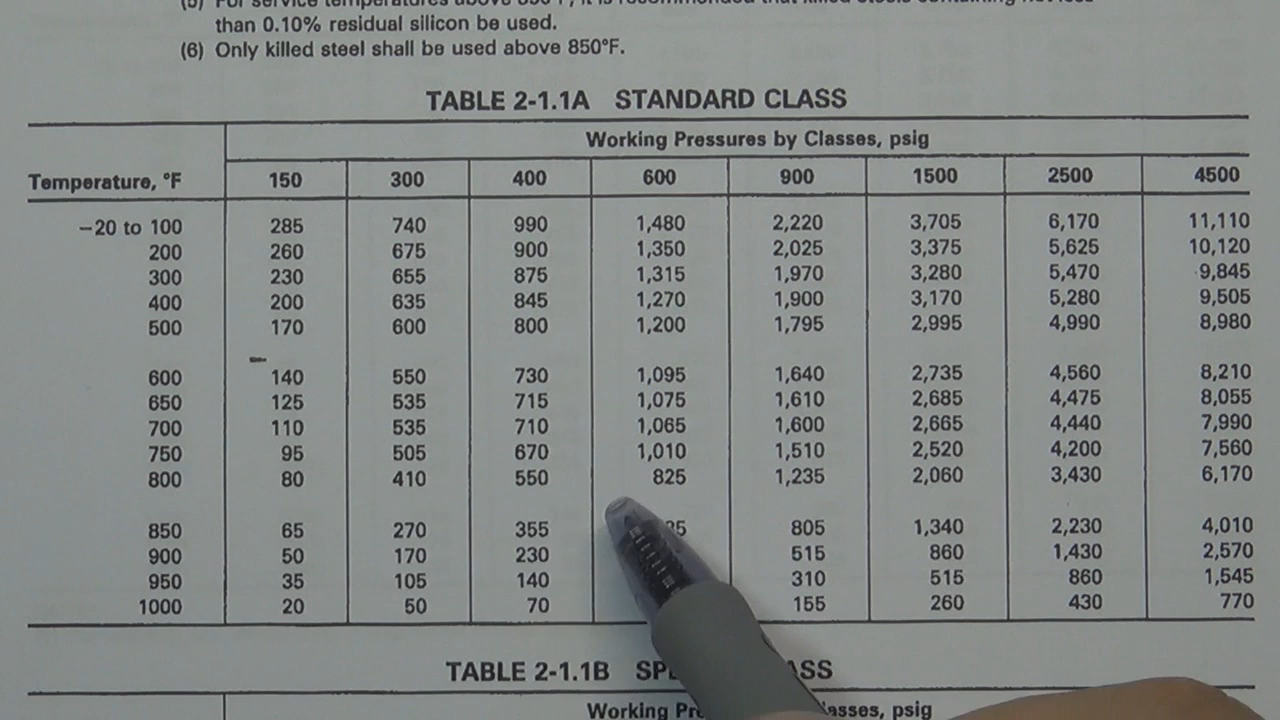 than 0.10% residual silicon be used.
(6) Only killed steel shall be used above 850°F.
TABLE 2-1.1A STANDARD CLASS
Working Pressures by Classes, psig
Temperature, °F 150 300 400 600 900 1500 2500 4500
−20 to 100 285 740 990 1,480 2,220 3,705 6,170 11,110
200 260 675 900 1,350 2,025 3,375 5,625 10,120
300 230 655 875 1,315 1,970 3,280 5,470 9,845
400 200 635 845 1,270 1,900 3,170 5,280 9,505
500 170 600 800 1,200 1,795 2,995 4,990 8,980
600 140 550 730 1,095 1,640 2,735 4,560 8,210
650 125 535 715 1,075 1,610 2,685 4,475 8,055
700 110 535 710 1,065 1,600 2,665 4,440 7,990
750 95 505 670 1,010 1,510 2,520 4,200 7,560
800 80 410 550 825 1,235 2,060 3,430 6,170
850 65 270 355 805 1,340 2,230 4,010
900 50 170 230 515 860 1,430 2,570
950 35 105 140 310 515 860 1,545
1000 20 50 70 155 260 430 770
TABLE 2-1.1B
Working psig